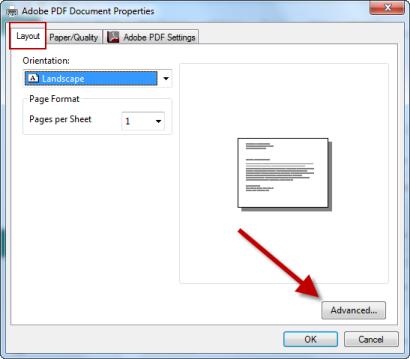 Adobe PDF Document Properties
Layout Paper/Quality Adobe PDF Settings
Orientation:
A Landscape
Page Format
Pages per Sheet 1
Advanced...
OK Cancel